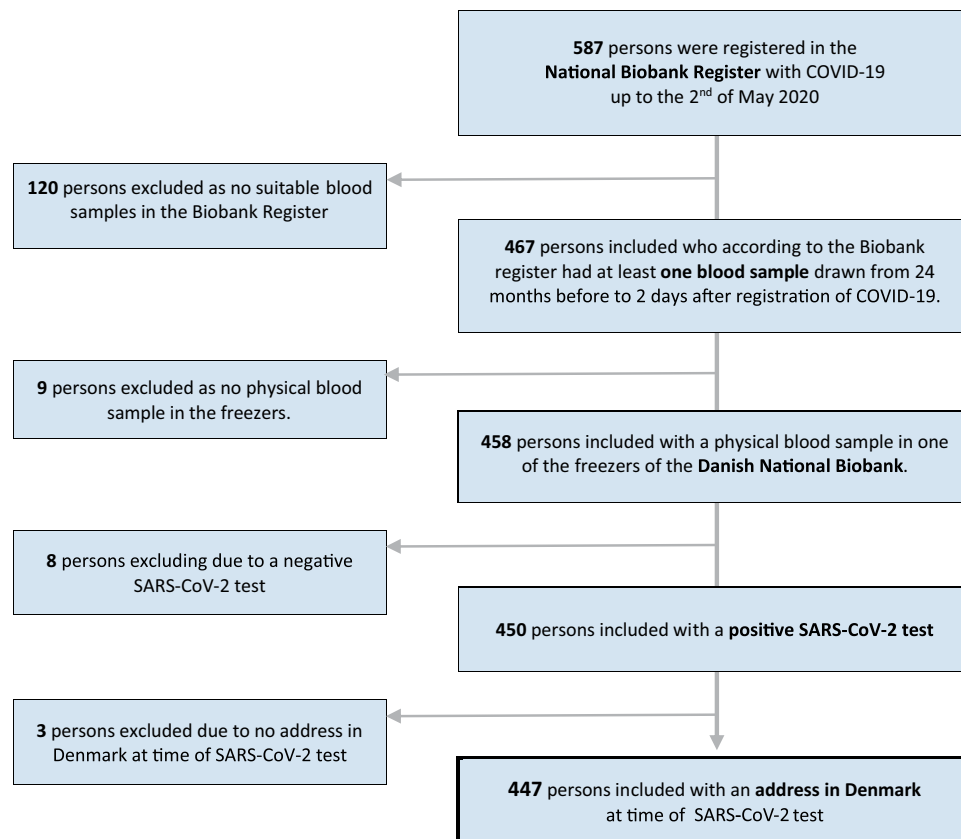 587 persons were registered in the
National Biobank Register with COVID-19
up to the 2nd of May 2020
120 persons excluded as no suitable blood
samples in the Biobank Register
467 persons included who according to the Biobank
register had at least one blood sample drawn from 24
months before to 2 days after registration of COVID-19.
9 persons excluded as no physical blood
sample in the freezers.
458 persons included with a physical blood sample in one
of the freezers of the Danish National Biobank.
8 persons excluding due to a negative
SARS-CoV-2 test
450 persons included with a positive SARS-CoV-2 test
3 persons excluded due to no address in
Denmark at time of SARS-CoV-2 test
447 persons included with an address in Denmark
at time of SARS-CoV-2 test